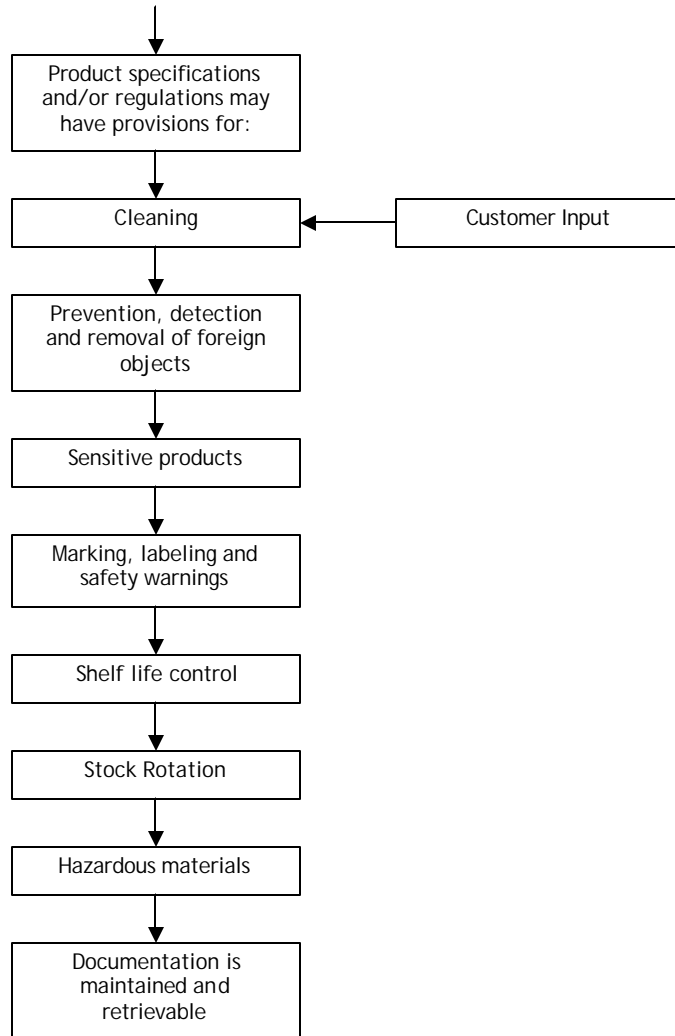 Product specifications
and/or regulations may
have provisions for:
Cleaning
Customer Input
Prevention, detection
and removal of foreign
objects
Sensitive products
Marking, labeling and
safety warnings
Shelf life control
Stock Rotation
Hazardous materials
Documentation is
maintained and
retrievable